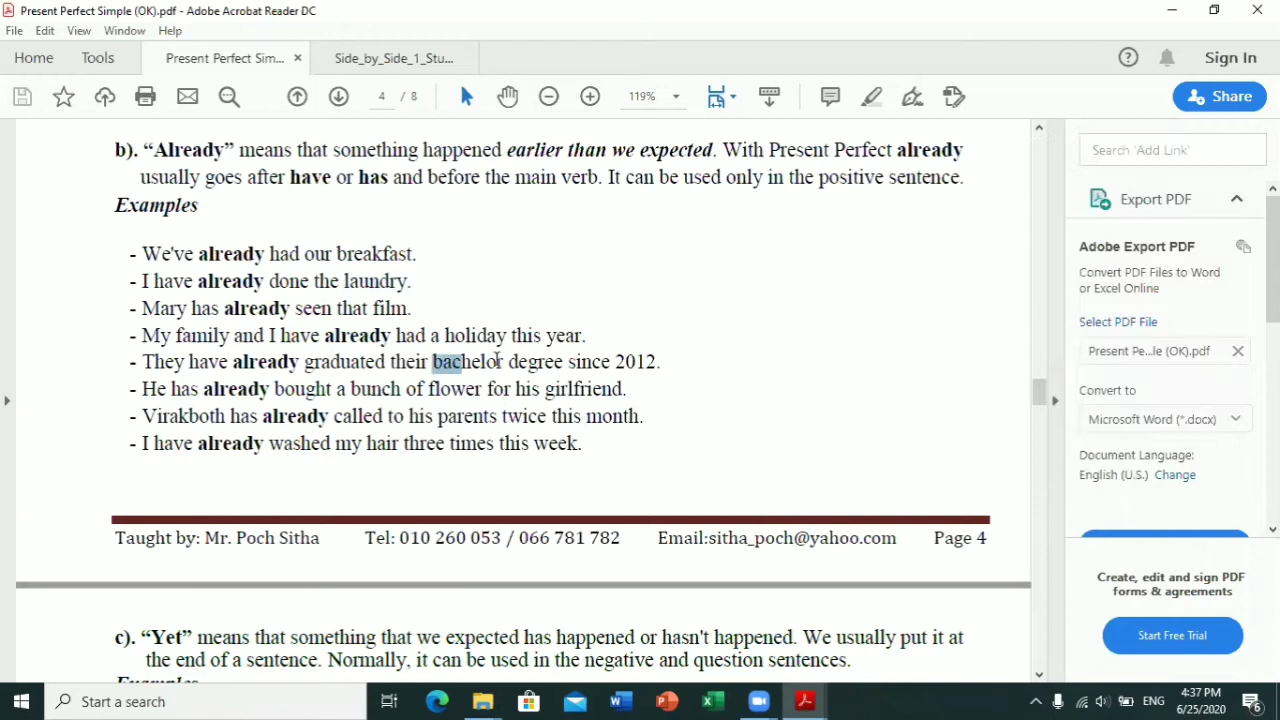 Present Perfect Simple (OK).pdf - Adobe Acrobat Reader DC
File Edit View Window Help
Home Tools Present Perfect Sim... × Side_by_Side_1_Stu... Sign In
4 / 8 119% Share
b). “Already” means that something happened earlier than we expected. With Present Perfect already
usually goes after have or has and before the main verb. It can be used only in the positive sentence.
Examples
- We've already had our breakfast.
- I have already done the laundry.
- Mary has already seen that film.
- My family and I have already had a holiday this year.
- They have already graduated their bachelor degree since 2012.
- He has already bought a bunch of flower for his girlfriend.
- Virakboth has already called to his parents twice this month.
- I have already washed my hair three times this week.
Taught by: Mr. Poch Sitha Tel: 010 260 053 / 066 781 782 Email:sitha_poch@yahoo.com Page 4
c). “Yet” means that something that we expected has happened or hasn't happened. We usually put it at
the end of a sentence. Normally, it can be used in the negative and question sentences.
Examples
Search 'Add Link'
Export PDF
Adobe Export PDF
Convert PDF Files to Word
or Excel Online
Select PDF File
Present Pe...le (OK).pdf
Convert to
Microsoft Word (*.docx)
Document Language:
English (U.S.) Change
Create, edit and sign PDF
forms & agreements
Start Free Trial
Start a search
ENG
4:37 PM
6/25/2020
6